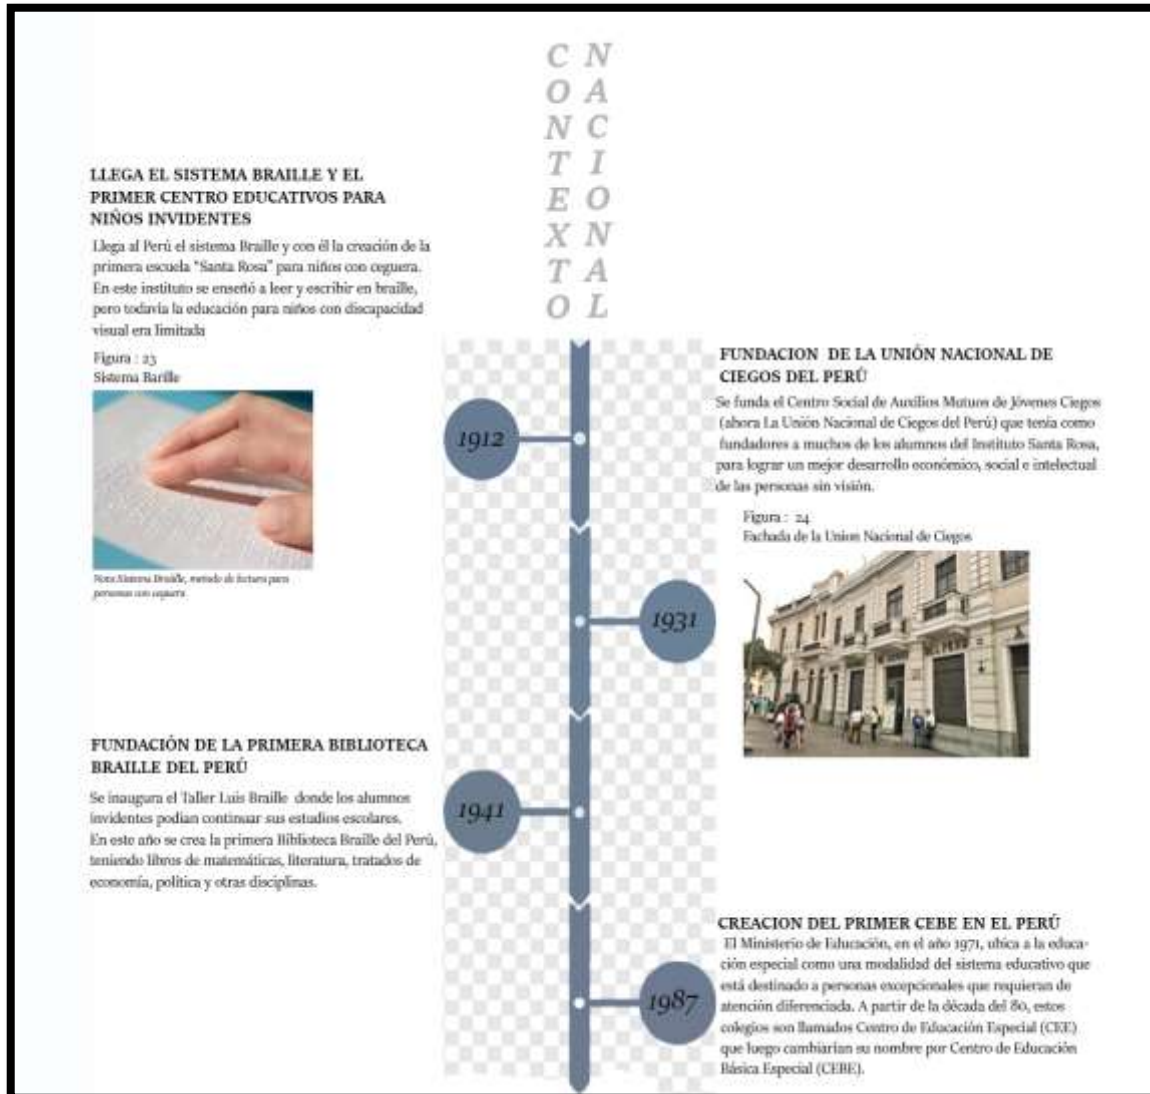 CONTEXTO
NACIONAL
LLEGA EL SISTEMA BRAILLE Y EL
PRIMER CENTRO EDUCATIVOS PARA
NIÑOS INVIDENTES
Llega al Perú el sistema Braille y con él la creación de la
primera escuela "Santa Rosa" para niños con ceguera.
En este instituto se enseñó a leer y escribir en braille,
pero todavía la educación para niños con discapacidad
visual era limitada
Figura : 23
Sistema Barille
Nota Sistema Braille, metodo de lectura para
personas con ceguera
1912
FUNDACION DE LA UNIÓN NACIONAL DE
CIEGOS DEL PERÚ
Se funda el Centro Social de Auxilios Mutuos de Jóvenes Ciegos
(ahora La Unión Nacional de Ciegos del Perú) que tenía como
fundadores a muchos de los alumnos del Instituto Santa Rosa,
para lograr un mejor desarrollo económico, social e intelectual
de las personas sin visión.
Figura : 24
Fachada de la Union Nacional de Ciegos
DEL PERU
1931
FUNDACIÓN DE LA PRIMERA BIBLIOTECA
BRAILLE DEL PERÚ
Se inaugura el Taller Luis Braille donde los alumnos
invidentes podian continuar sus estudios escolares.
En este año se crea la primera Biblioteca Braille del Perú,
teniendo libros de matemáticas, literatura, tratados de
economía, política y otras disciplinas.
1941
CREACION DEL PRIMER CEBE EN EL PERÚ
El Ministerio de Educación, en el año 1971, ubica a la educa-
ción especial como una modalidad del sistema educativo que
está destinado a personas excepcionales que requieran de
atención diferenciada. A partir de la década del 80, estos
colegios son llamados Centro de Educación Especial (CEE)
que luego cambiarían su nombre por Centro de Educación
Básica Especial (CEBE).
1987